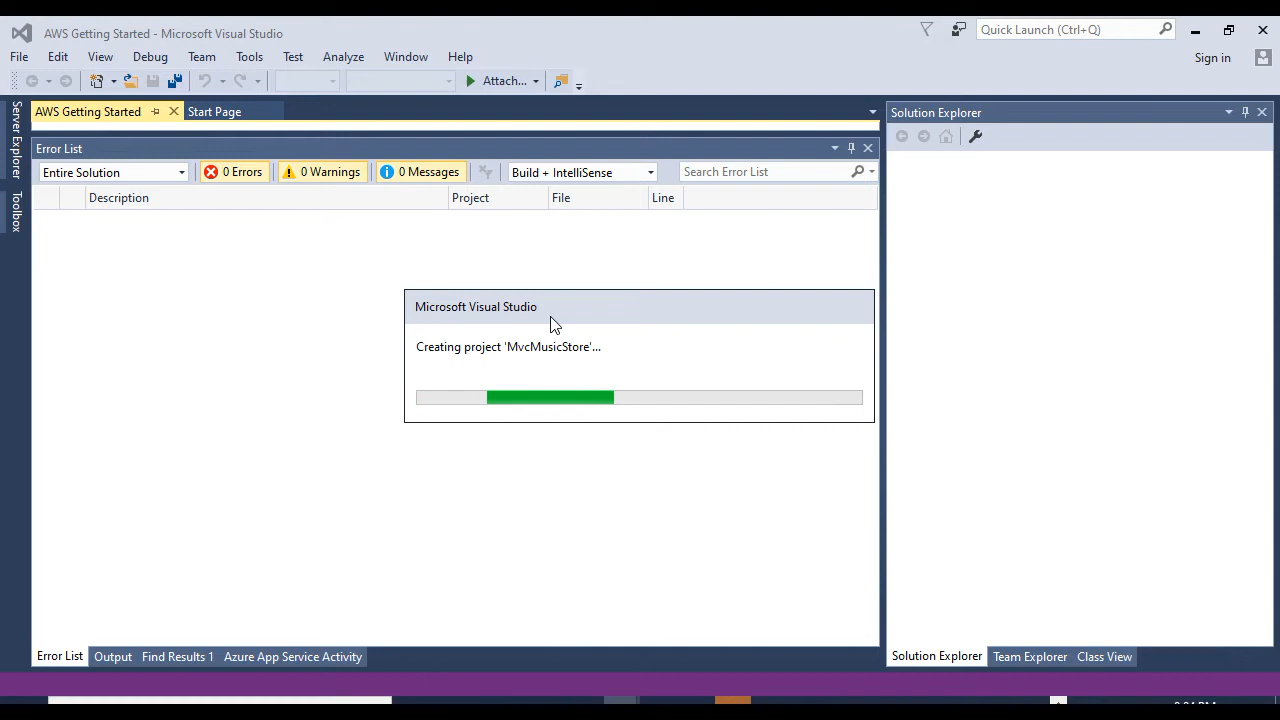 AWS Getting Started - Microsoft Visual Studio
Quick Launch (Ctrl+Q)
File Edit View Debug Team Tools Test Analyze Window Help
Sign in
Attach...
Server Explorer
Toolbox
AWS Getting Started Start Page
Solution Explorer
Error List
Entire Solution 0 Errors 0 Warnings 0 Messages Build + IntelliSense Search Error List
Description Project File Line
Microsoft Visual Studio
Creating project 'MvcMusicStore'...
Error List Output Find Results 1 Azure App Service Activity
Solution Explorer Team Explorer Class View